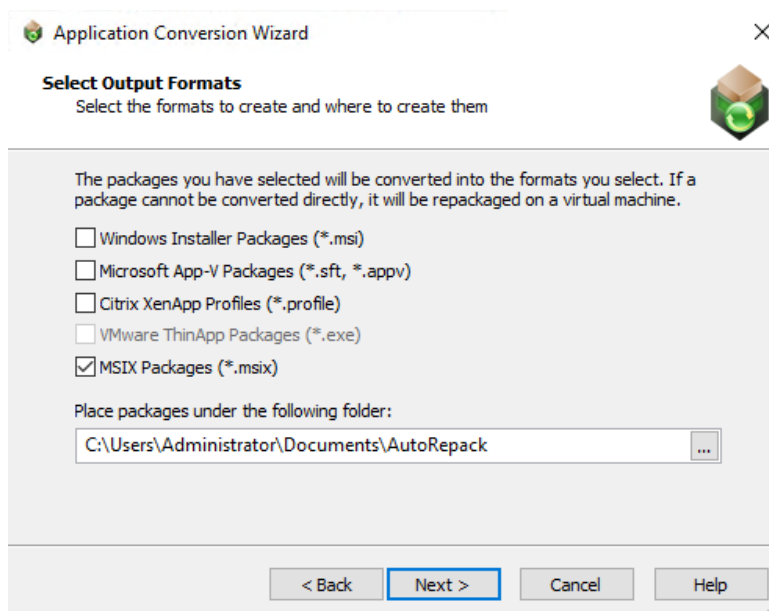 Application Conversion Wizard
Select Output Formats
Select the formats to create and where to create them
The packages you have selected will be converted into the formats you select. If a
package cannot be converted directly, it will be repackaged on a virtual machine.
Windows Installer Packages (*.msi)
Microsoft App-V Packages (*.sft, *.appv)
Citrix XenApp Profiles (*.profile)
VMware ThinApp Packages (*.exe)
MSIX Packages (*.msix)
Place packages under the following folder:
C:\Users\Administrator\Documents\AutoRepack
...
< Back Next > Cancel Help